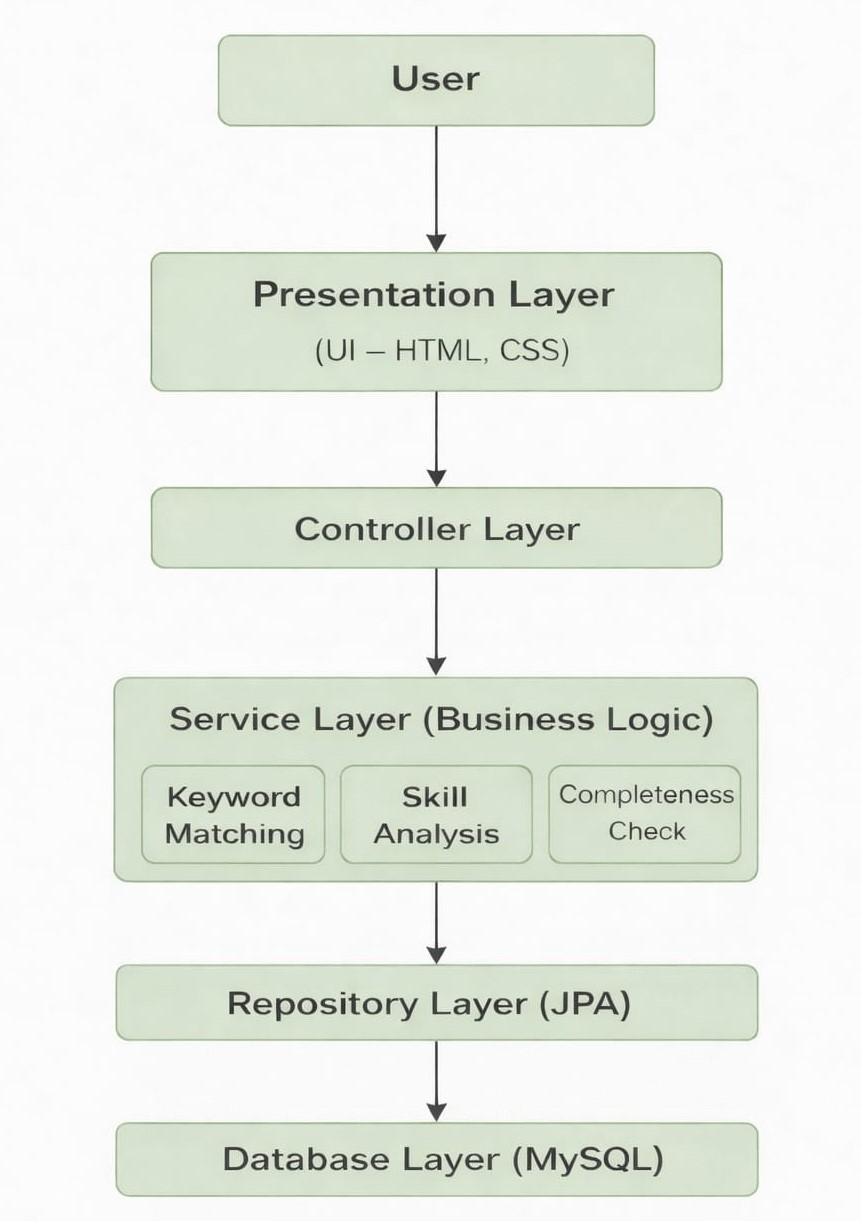 User
Presentation Layer
(UI – HTML, CSS)
Controller Layer
Service Layer (Business Logic)
Keyword
Matching
Skill
Analysis
Completeness
Check
Repository Layer (JPA)
Database Layer (MySQL)